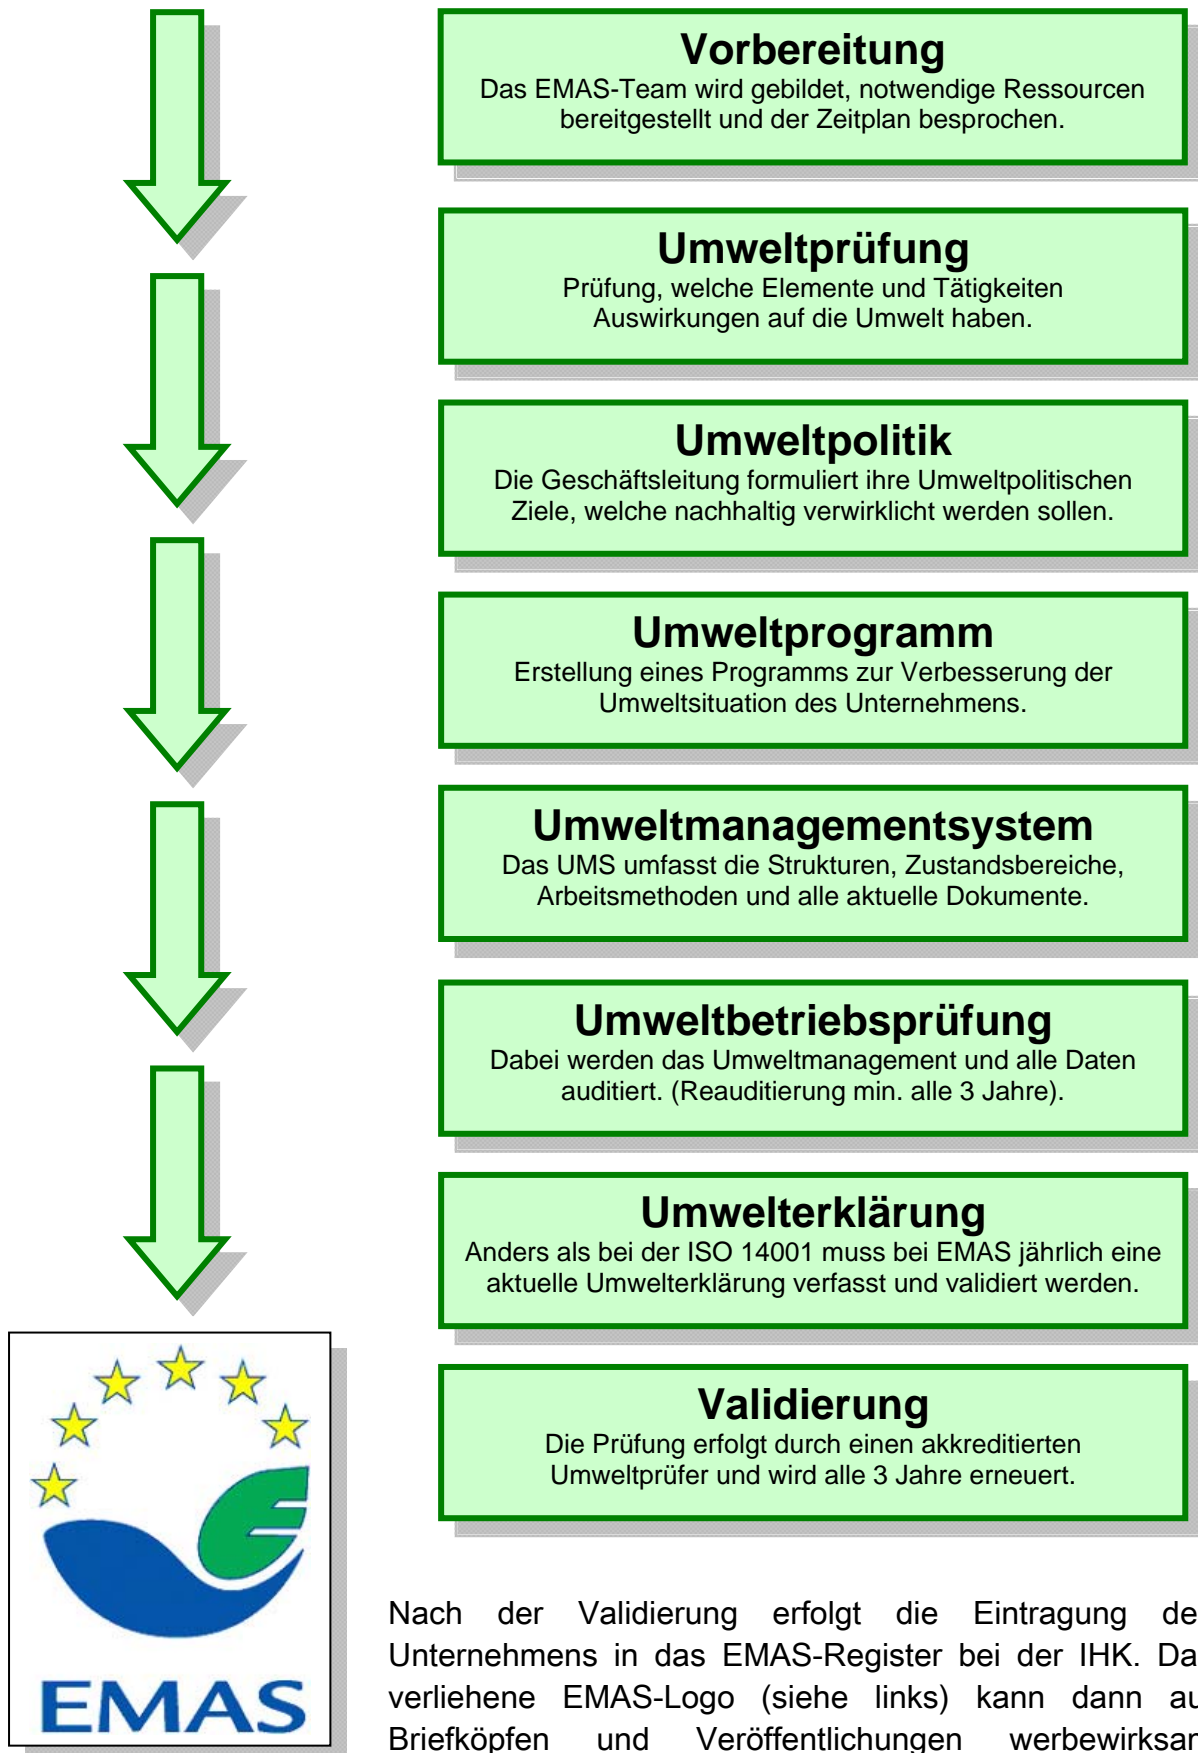 Vorbereitung
Das EMAS-Team wird gebildet, notwendige Ressourcen
bereitgestellt und der Zeitplan besprochen.
Umweltprüfung
Prüfung, welche Elemente und Tätigkeiten
Auswirkungen auf die Umwelt haben.
Umweltpolitik
Die Geschäftsleitung formuliert ihre Umweltpolitischen
Ziele, welche nachhaltig verwirklicht werden sollen.
Umweltprogramm
Erstellung eines Programms zur Verbesserung der
Umweltsituation des Unternehmens.
Umweltmanagementsystem
Das UMS umfasst die Strukturen, Zustandsbereiche,
Arbeitsmethoden und alle aktuelle Dokumente.
Umweltbetriebsprüfung
Dabei werden das Umweltmanagement und alle Daten
auditiert. (Reauditierung min. alle 3 Jahre).
Umwelterklärung
Anders als bei der ISO 14001 muss bei EMAS jährlich eine
aktuelle Umwelterklärung verfasst und validiert werden.
Validierung
Die Prüfung erfolgt durch einen akkreditierten
Umweltprüfer und wird alle 3 Jahre erneuert.
EMAS
Nach der Validierung erfolgt die Eintragung de
Unternehmens in das EMAS-Register bei der IHK. Da
verliehene EMAS-Logo (siehe links) kann dann au
Briefköpfen und Veröffentlichungen werbewirksam